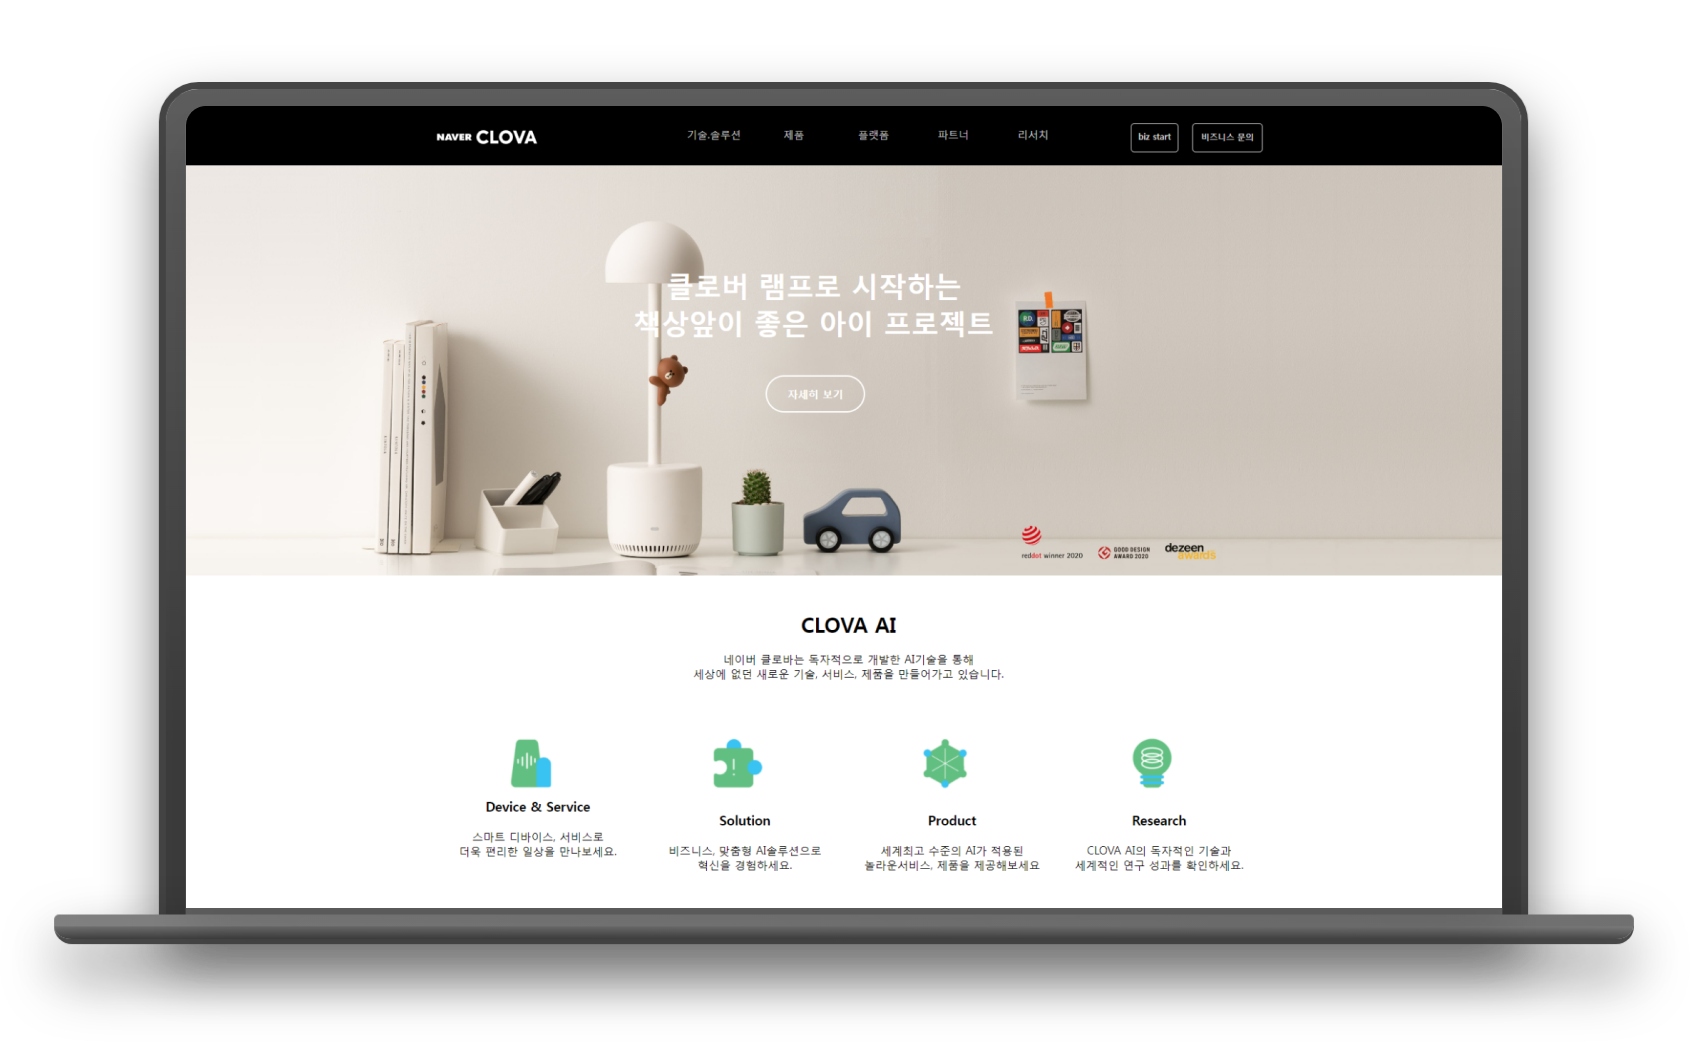 NAVER CLOVA
기술.솔루션
제품
플랫폼
파트너
리서치
biz start
비즈니스 문의
클로버 램프로 시작하는
책상앞이 좋은 아이 프로젝트
자세히 보기
reddot winner 2020
GOOD DESIGN
AWARD 2020
dezeen
awards
CLOVA AI
네이버 클로바는 독자적으로 개발한 AI기술을 통해
세상에 없던 새로운 기술, 서비스, 제품을 만들어가고 있습니다.
Device & Service
스마트 디바이스, 서비스로
더욱 편리한 일상을 만나보세요.
Solution
비즈니스, 맞춤형 AI솔루션으로
혁신을 경험하세요.
Product
세계최고 수준의 AI가 적용된
놀라운서비스, 제품을 제공해보세요
Research
CLOVA AI의 독자적인 기술과
세계적인 연구 성과를 확인하세요.